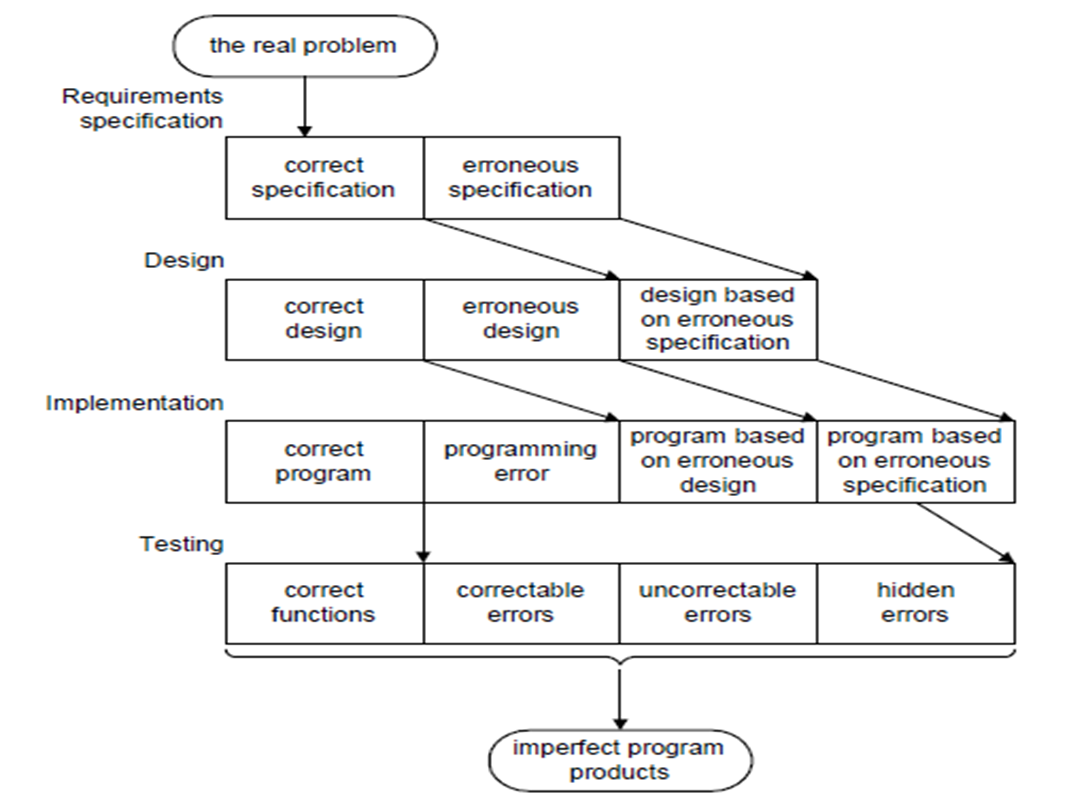 the real problem
Requirements
specification
correct
specification
erroneous
specification
Design
correct
design
erroneous
design
design based
on erroneous
specification
Implementation
correct
program
programming
error
program based
on erroneous
design
program based
on erroneous
specification
Testing
correct
functions
correctable
errors
uncorrectable
errors
hidden
errors
imperfect program
products